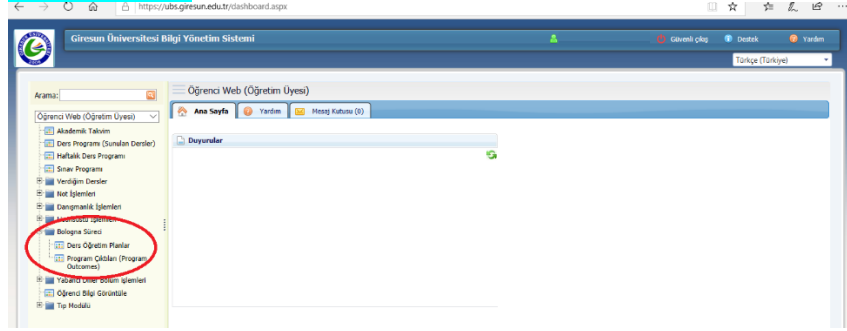 https://ubs.giresun.edu.tr/dashboard.aspx
Giresun Üniversitesi Bilgi Yönetim Sistemi
Güvenli çıkış
Destek
Yardım
Türkçe (Türkiye)
Arama:
Öğrenci Web (Öğretim Üyesi)
Akademik Takvim
Ders Programı (Sunulan Dersler)
Haftalık Ders Programı
Sınav Programı
Verdiğim Dersler
Not İşlemleri
Danışmanlık İşlemleri
İşlemleri
Bologna Süreci
Ders Öğretim Planlar
Program Çıktıları (Program
Outcomes)
Yabancı Diller Bölüm İşlemleri
Öğrenci Bilgi Görüntüle
Tıp Modülü
Öğrenci Web (Öğretim Üyesi)
Ana Sayfa
Yardım
Mesaj Kutusu (0)
Duyurular